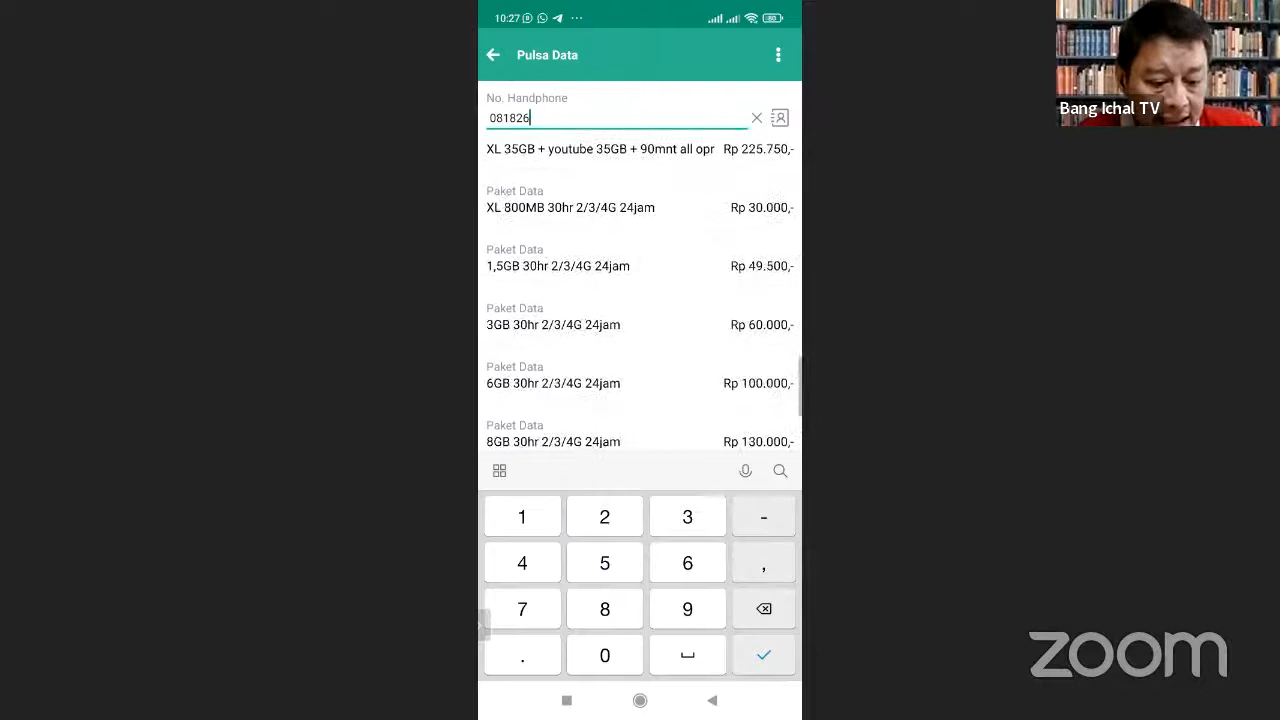 10:27
Pulsa Data
No. Handphone
081826
XL 35GB + youtube 35GB + 90mnt all opr Rp 225.750,-
Paket Data
XL 800MB 30hr 2/3/4G 24jam Rp 30.000,-
Paket Data
1,5GB 30hr 2/3/4G 24jam Rp 49.500,-
Paket Data
3GB 30hr 2/3/4G 24jam Rp 60.000,-
Paket Data
6GB 30hr 2/3/4G 24jam Rp 100.000,-
Paket Data
8GB 30hr 2/3/4G 24jam Rp 130.000,-
1 2 3 -
4 5 6 ,
7 8 9
. 0
Bang Ichal TV
zoom